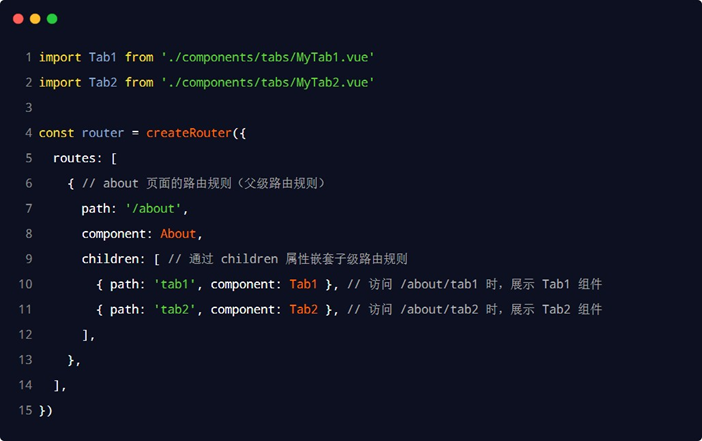 1 import Tab1 from './components/tabs/MyTab1.vue'
2 import Tab2 from './components/tabs/MyTab2.vue'
3
4 const router = createRouter({
5   routes: [
6     { // about 页面的路由规则（父级路由规则）
7       path: '/about',
8       component: About,
9       children: [ // 通过 children 属性嵌套子级路由规则
10         { path: 'tab1', component: Tab1 }, // 访问 /about/tab1 时，展示 Tab1 组件
11         { path: 'tab2', component: Tab2 }, // 访问 /about/tab2 时，展示 Tab2 组件
12       ],
13     },
14   ],
15 })